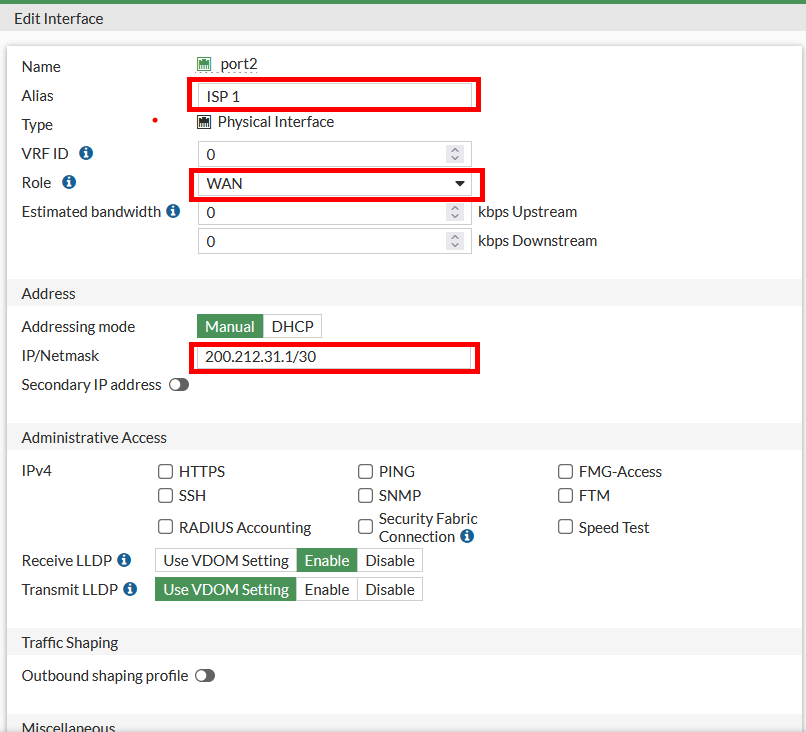 Edit Interface
Name port2
Alias ISP 1
Type Physical Interface
VRF ID 0
Role WAN
Estimated bandwidth 0 kbps Upstream
0 kbps Downstream
Address
Addressing mode Manual DHCP
IP/Netmask 200.212.31.1/30
Secondary IP address
Administrative Access
IPv4 HTTPS PING FMG-Access
SSH SNMP FTM
RADIUS Accounting Security Fabric Connection Speed Test
Receive LLDP Use VDOM Setting Enable Disable
Transmit LLDP Use VDOM Setting Enable Disable
Traffic Shaping
Outbound shaping profile
Miscellaneous